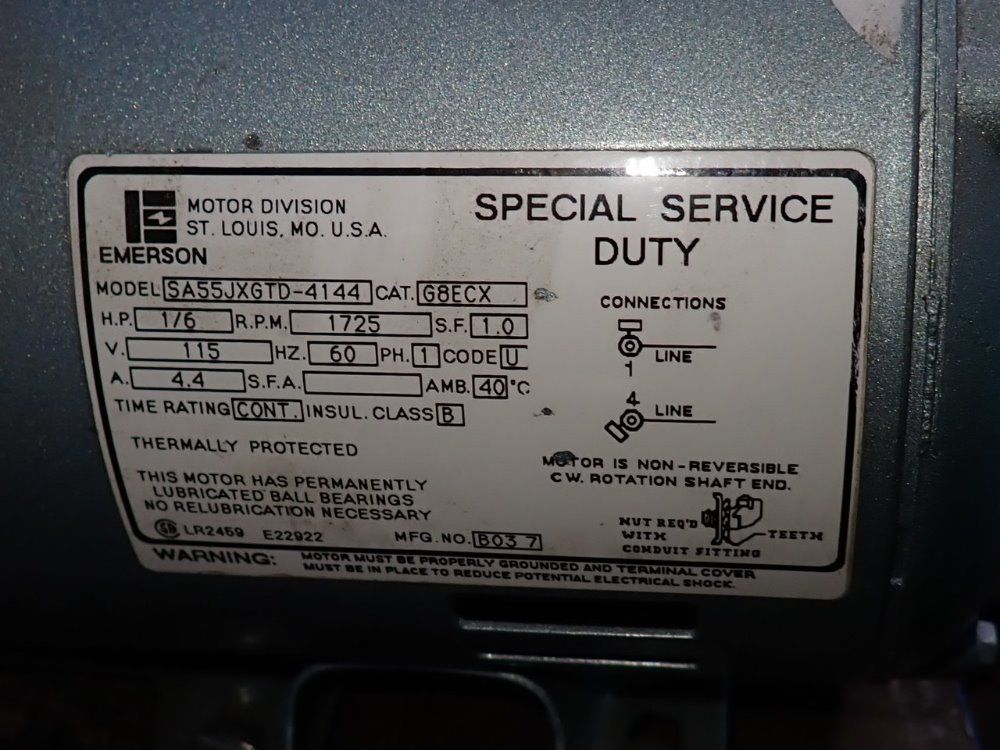 MOTOR DIVISION
ST. LOUIS, MO. U.S.A.
EMERSON
SPECIAL SERVICE
DUTY
MODEL SA55JXGTD-4144 CAT. G8ECX
H.P. 1/6 R.P.M. 1725 S.F. 1.0
V. 115 HZ. 60 PH. 1 CODE U
A. 4.4 S.F.A. AMB. 40 °C
TIME RATING CONT. INSUL. CLASS B
THERMALLY PROTECTED
THIS MOTOR HAS PERMANENTLY
LUBRICATED BALL BEARINGS
NO RELUBRICATION NECESSARY
LR2459 E22922 MFG. NO. B03 7
CONNECTIONS
LINE
1
4
LINE
MOTOR IS NON-REVERSIBLE
C.W. ROTATION SHAFT END.
NUT REQ'D
WITH
CONDUIT FITTING
TEETH
WARNING: MOTOR MUST BE PROPERLY GROUNDED AND TERMINAL COVER
MUST BE IN PLACE TO REDUCE POTENTIAL ELECTRICAL SHOCK.